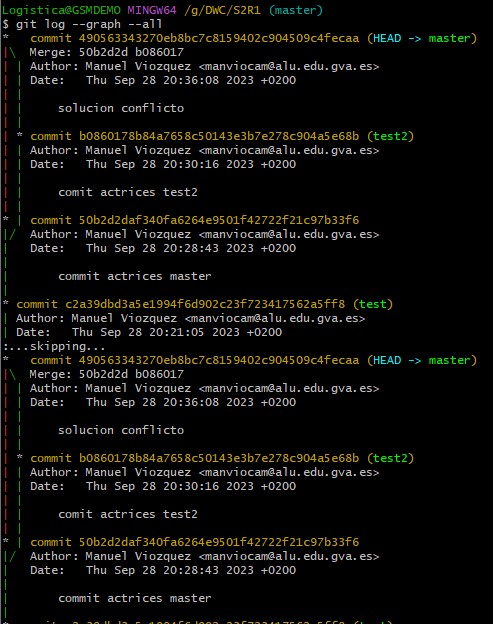 Logistica@GSMDEMO MINGW64 /g/DWC/S2R1 (master)
$ git log --graph --all
*   commit 490563343270eb8bc7c8159402c904509c4fecaa (HEAD -> master)
|\  Merge: 50b2d2d b086017
| | Author: Manuel Viozquez <manviocam@alu.edu.gva.es>
| | Date:   Thu Sep 28 20:36:08 2023 +0200
| |
| |     solucion conflicto
| |
| * commit b0860178b84a7658c50143e3b7e278c904a5e68b (test2)
| | Author: Manuel Viozquez <manviocam@alu.edu.gva.es>
| | Date:   Thu Sep 28 20:30:16 2023 +0200
| |
| |     comit actrices test2
| |
* | commit 50b2d2daf340fa6264e9501f42722f21c97b33f6
|/  Author: Manuel Viozquez <manviocam@alu.edu.gva.es>
|   Date:   Thu Sep 28 20:28:43 2023 +0200
|
|       commit actrices master
|
* commit c2a39dbd3a5e1994f6d902c23f723417562a5ff8 (test)
| Author: Manuel Viozquez <manviocam@alu.edu.gva.es>
| Date:   Thu Sep 28 20:21:05 2023 +0200
:...skipping...
*   commit 490563343270eb8bc7c8159402c904509c4fecaa (HEAD -> master)
|\  Merge: 50b2d2d b086017
| | Author: Manuel Viozquez <manviocam@alu.edu.gva.es>
| | Date:   Thu Sep 28 20:36:08 2023 +0200
| |
| |     solucion conflicto
| |
| * commit b0860178b84a7658c50143e3b7e278c904a5e68b (test2)
| | Author: Manuel Viozquez <manviocam@alu.edu.gva.es>
| | Date:   Thu Sep 28 20:30:16 2023 +0200
| |
| |     comit actrices test2
| |
* | commit 50b2d2daf340fa6264e9501f42722f21c97b33f6
|/  Author: Manuel Viozquez <manviocam@alu.edu.gva.es>
|   Date:   Thu Sep 28 20:28:43 2023 +0200
|
|       commit actrices master
|